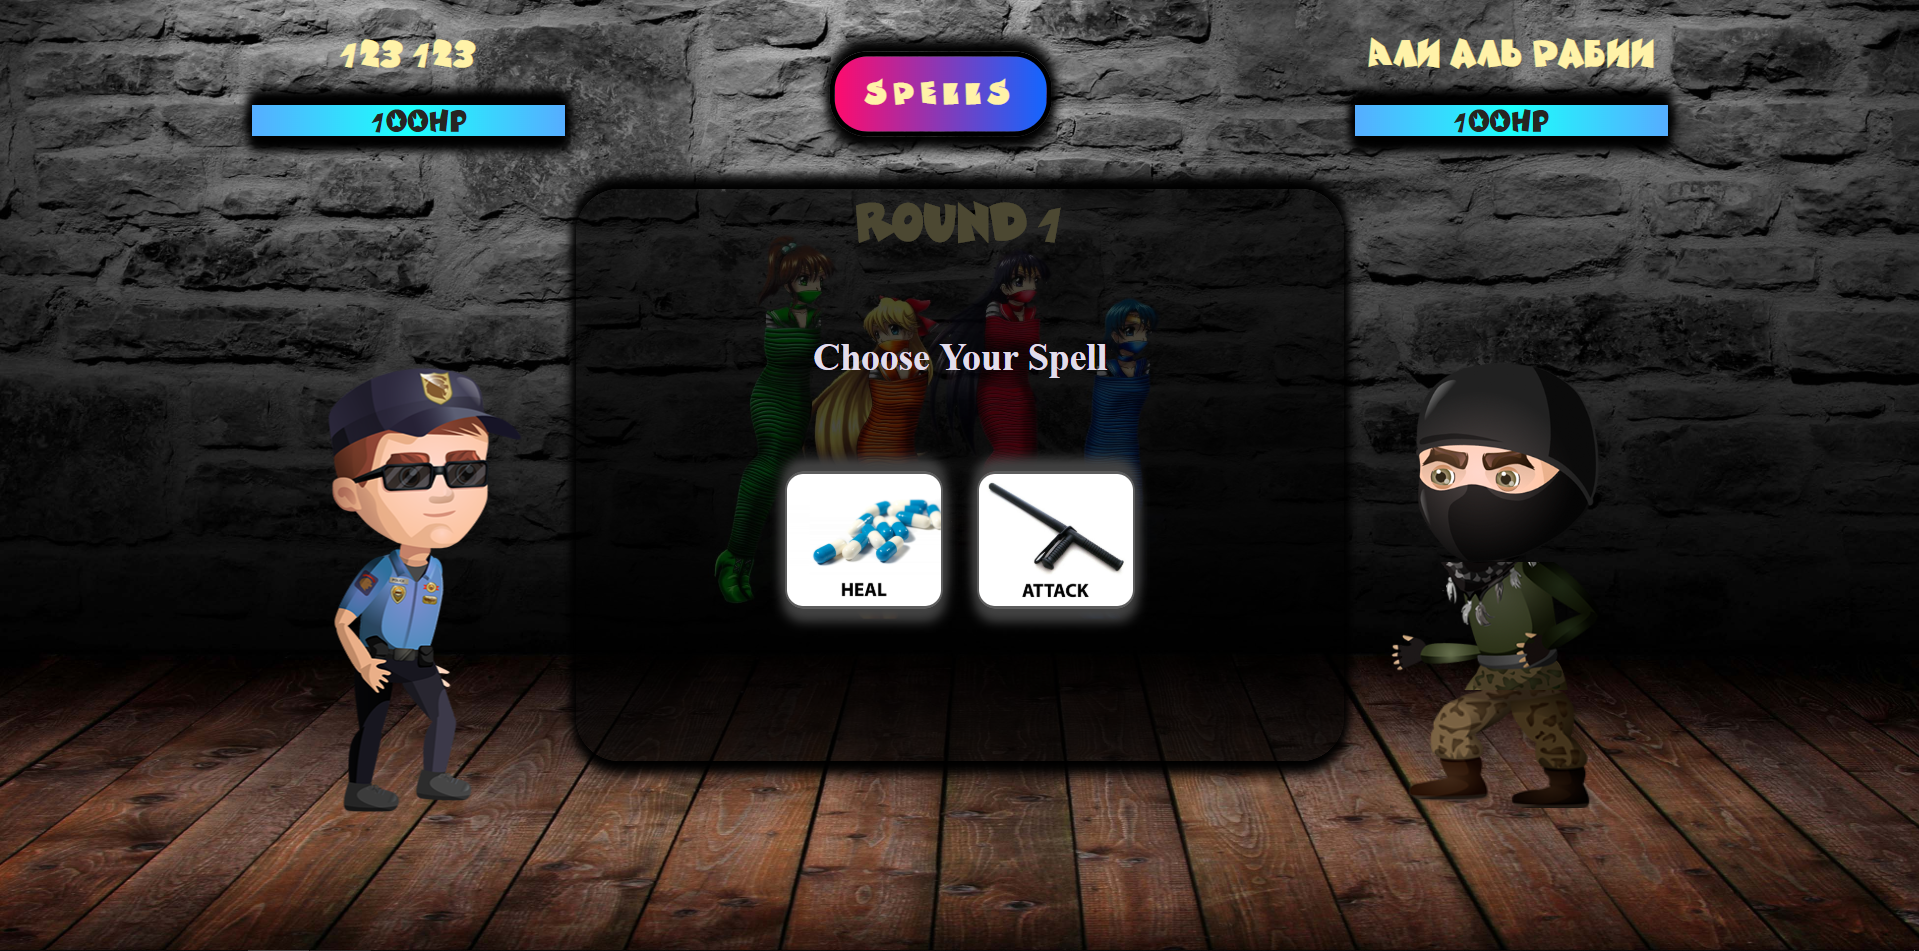 123 123
SPELLS
АЛИ АЛЬ РАБИИ
100HP
100HP
ROUND 1
Choose Your Spell
HEAL
ATTACK